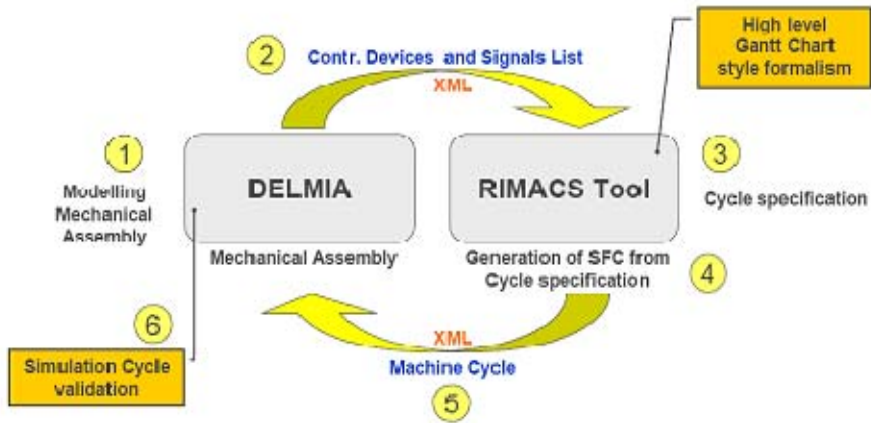 High level
Gantt Chart
style formalism
2
Contr. Devices and Signals List
XML
1
Modelling
Mechanical
Assembly
DELMIA
Mechanical Assembly
RIMACS Tool
3
Cycle specification
Generation of SFC from
Cycle specification
4
6
Simulation Cycle
validation
XML
Machine Cycle
5